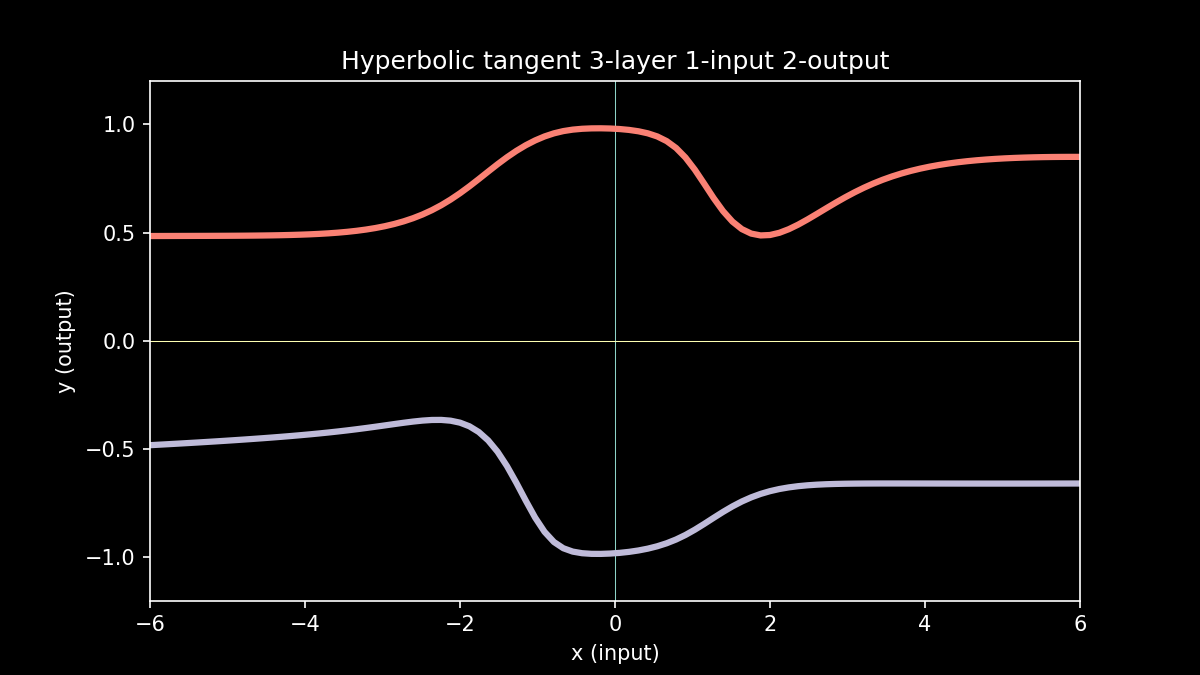 Hyperbolic tangent 3-layer 1-input 2-output
1.0
0.5
0.0
−0.5
−1.0
y (output)
−6 −4 −2 0 2 4 6
x (input)